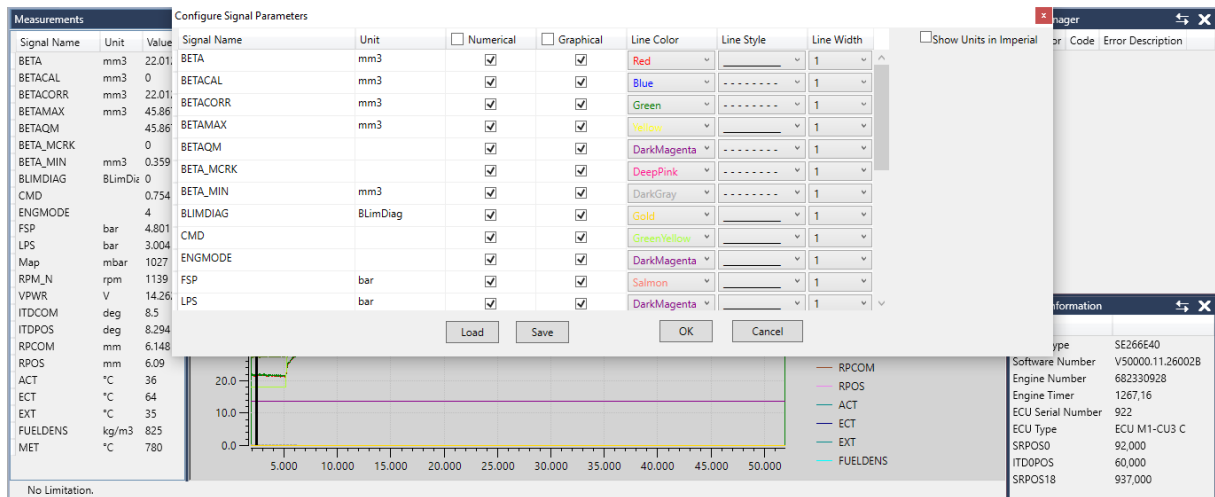 Measurements
Signal Name Unit Value
BETA mm3 22.012
BETACAL mm3 0
BETACORR mm3 22.01
BETAMAX mm3 45.86
BETAQM 45.86
BETA_MCRK 0
BETA_MIN mm3 0.359
BLIMDIAG BLimDia 0
CMD 0.754
ENGMODE 4
FSP bar 4.801
LPS bar 3.004
Map mbar 1027
RPM_N rpm 1139
VPWR V 14.26
ITDCOM deg 8.5
ITDPOS deg 8.294
RPCOM mm 6.148
RPOS mm 6.09
ACT °C 36
ECT °C 64
EXT °C 35
FUELDENS kg/m3 825
MET °C 780
No Limitation.
Configure Signal Parameters x
Signal Name Unit Numerical Graphical Line Color Line Style Line Width Show Units in Imperial
BETA mm3 Red 1
BETACAL mm3 Blue 1
BETACORR mm3 Green 1
BETAMAX mm3 Yellow 1
BETAQM DarkMagenta 1
BETA_MCRK DeepPink 1
BETA_MIN mm3 DarkGray 1
BLIMDIAG BLimDiag Gold 1
CMD GreenYellow 1
ENGMODE DarkMagenta 1
FSP bar Salmon 1
LPS bar DarkMagenta 1
Load Save OK Cancel
20.0
10.0
0.0
5.000 10.000 15.000 20.000 25.000 30.000 35.000 40.000 45.000 50.000
RPCOM
RPOS
ACT
ECT
EXT
FUELDENS
nager
or Code Error Description
formation
ype SE266E40
Software Number V50000.11.26002B
Engine Number 682330928
Engine Timer 1267,16
ECU Serial Number 922
ECU Type ECU M1-CU3 C
SRPOS0 92,000
ITD0POS 60,000
SRPOS18 937,000